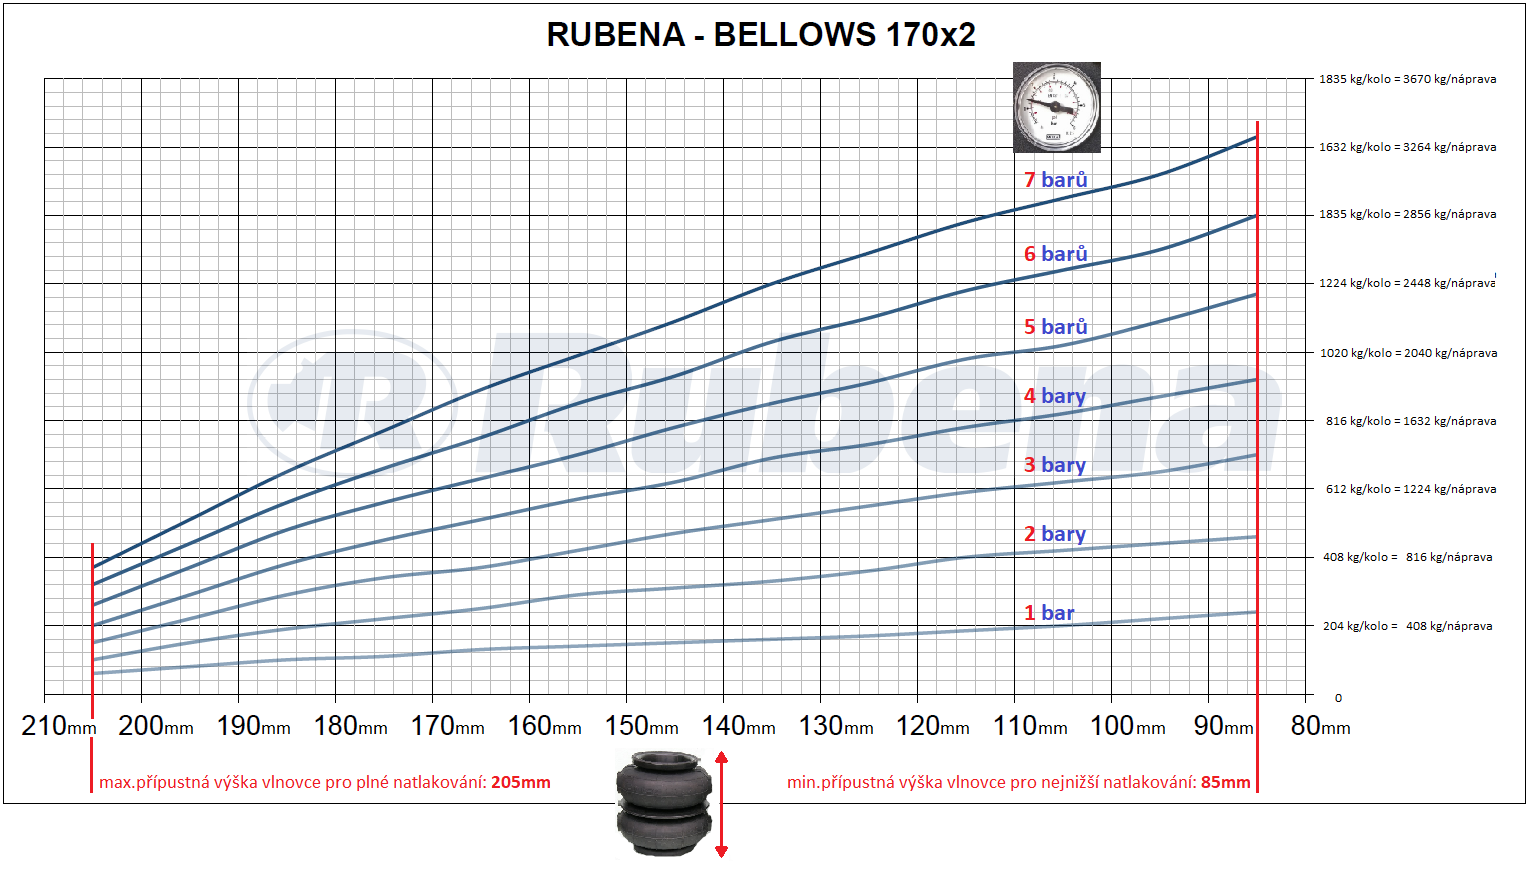 RUBENA - BELLOWS 170x2
1835 kg/kolo = 3670 kg/náprava
1632 kg/kolo = 3264 kg/náprava
7 barů
1835 kg/kolo = 2856 kg/náprava
6 barů
1224 kg/kolo = 2448 kg/náprava
5 barů
1020 kg/kolo = 2040 kg/náprava
Rubena
4 bary
816 kg/kolo = 1632 kg/náprava
3 bary
612 kg/kolo = 1224 kg/náprava
2 bary
408 kg/kolo = 816 kg/náprava
1 bar
204 kg/kolo = 408 kg/náprava
0
210mm 200mm 190mm 180mm 170mm 160mm 150mm 140mm 130mm 120mm 110mm 100mm 90mm 80mm
max.přípustná výška vlnovce pro plné natlakování: 205mm
min.přípustná výška vlnovce pro nejnižší natlakování: 85mm